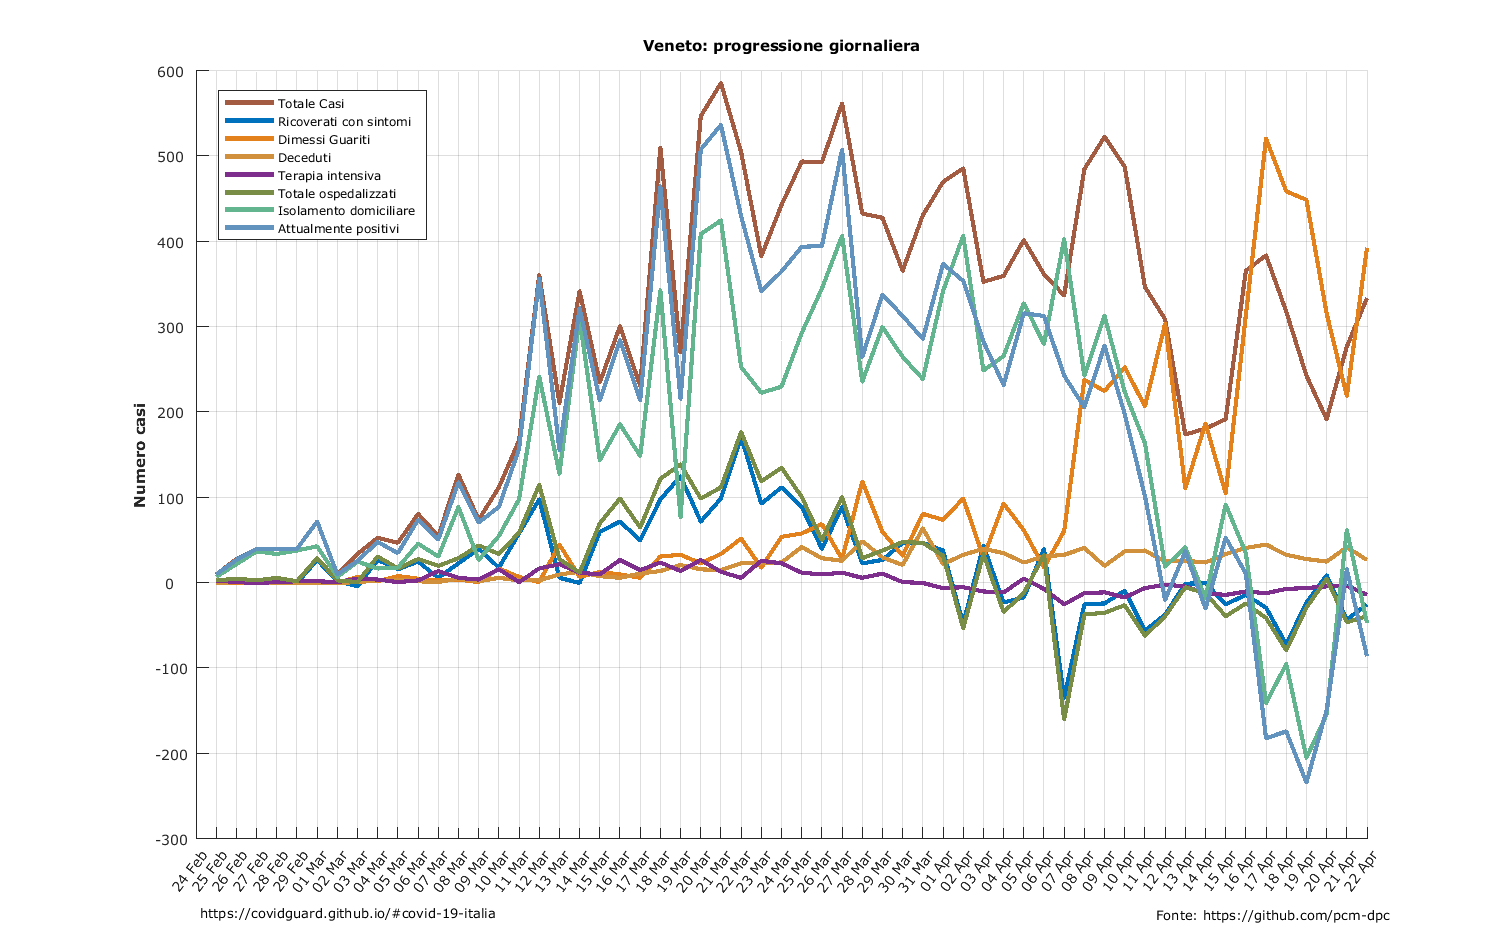 Veneto: progressione giornaliera
600
500
400
300
200
100
0
-100
-200
-300
Numero casi
Totale Casi
Ricoverati con sintomi
Dimessi Guariti
Deceduti
Terapia intensiva
Totale ospedalizzati
Isolamento domiciliare
Attualmente positivi
24 Feb
25 Feb
26 Feb
27 Feb
28 Feb
29 Feb
01 Mar
02 Mar
03 Mar
04 Mar
05 Mar
06 Mar
07 Mar
08 Mar
09 Mar
10 Mar
11 Mar
12 Mar
13 Mar
14 Mar
15 Mar
16 Mar
17 Mar
18 Mar
19 Mar
20 Mar
21 Mar
22 Mar
23 Mar
24 Mar
25 Mar
26 Mar
27 Mar
28 Mar
29 Mar
30 Mar
31 Mar
01 Apr
02 Apr
03 Apr
04 Apr
05 Apr
06 Apr
07 Apr
08 Apr
09 Apr
10 Apr
11 Apr
12 Apr
13 Apr
14 Apr
15 Apr
16 Apr
17 Apr
18 Apr
19 Apr
20 Apr
21 Apr
22 Apr
https://covidguard.github.io/#covid-19-italia
Fonte: https://github.com/pcm-dpc